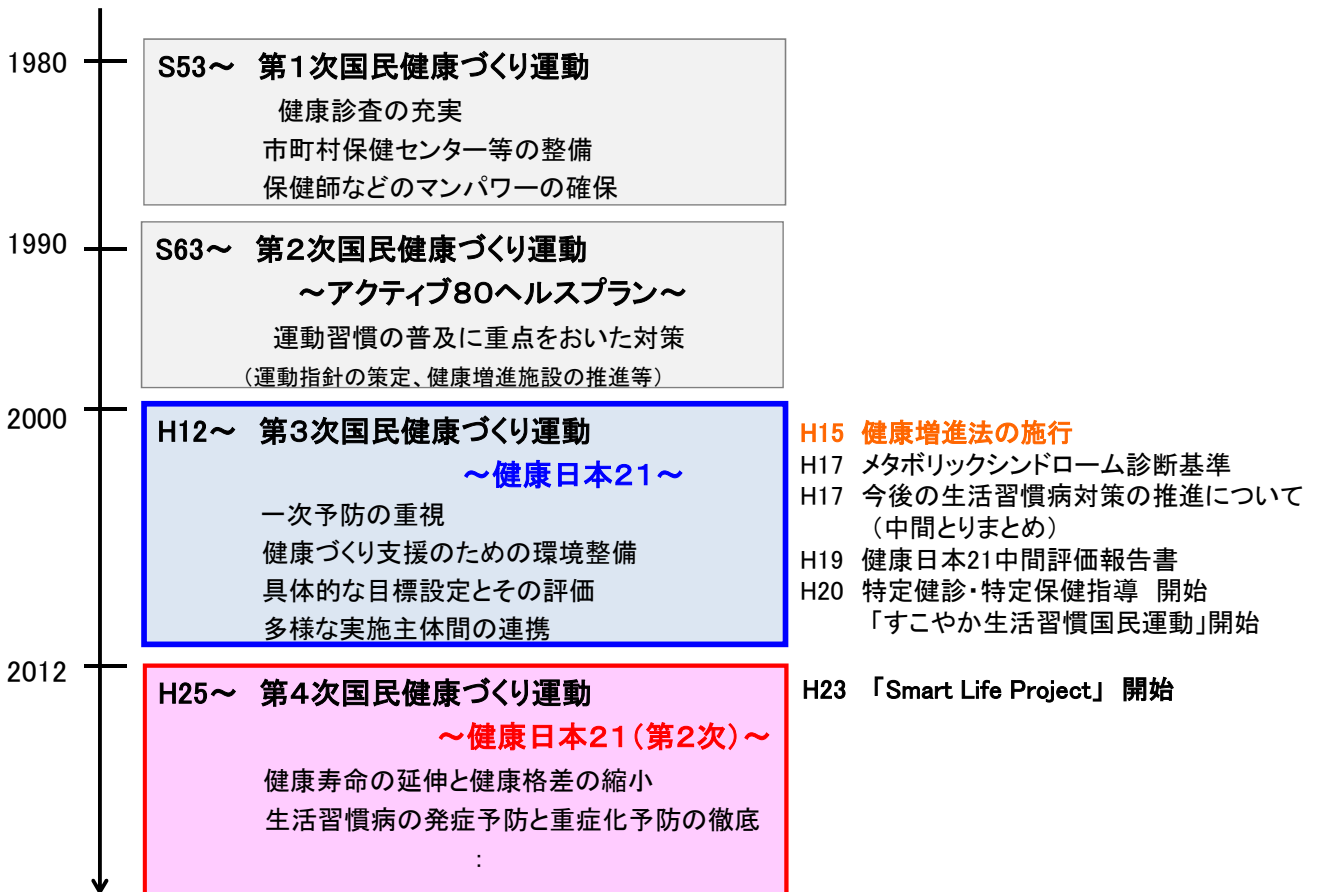 1980
S53～ 第1次国民健康づくり運動
健康診査の充実
市町村保健センター等の整備
保健師などのマンパワーの確保
1990
S63～ 第2次国民健康づくり運動
～アクティブ80ヘルスプラン～
運動習慣の普及に重点をおいた対策
（運動指針の策定、健康増進施設の推進等）
2000
H12～ 第3次国民健康づくり運動
～健康日本21～
一次予防の重視
健康づくり支援のための環境整備
具体的な目標設定とその評価
多様な実施主体間の連携
H15 健康増進法の施行
H17 メタボリックシンドローム診断基準
H17 今後の生活習慣病対策の推進について
（中間とりまとめ）
H19 健康日本21中間評価報告書
H20 特定健診・特定保健指導 開始
「すこやか生活習慣国民運動」開始
2012
H25～ 第4次国民健康づくり運動
～健康日本21（第2次）～
健康寿命の延伸と健康格差の縮小
生活習慣病の発症予防と重症化予防の徹底
：
H23 「Smart Life Project」 開始